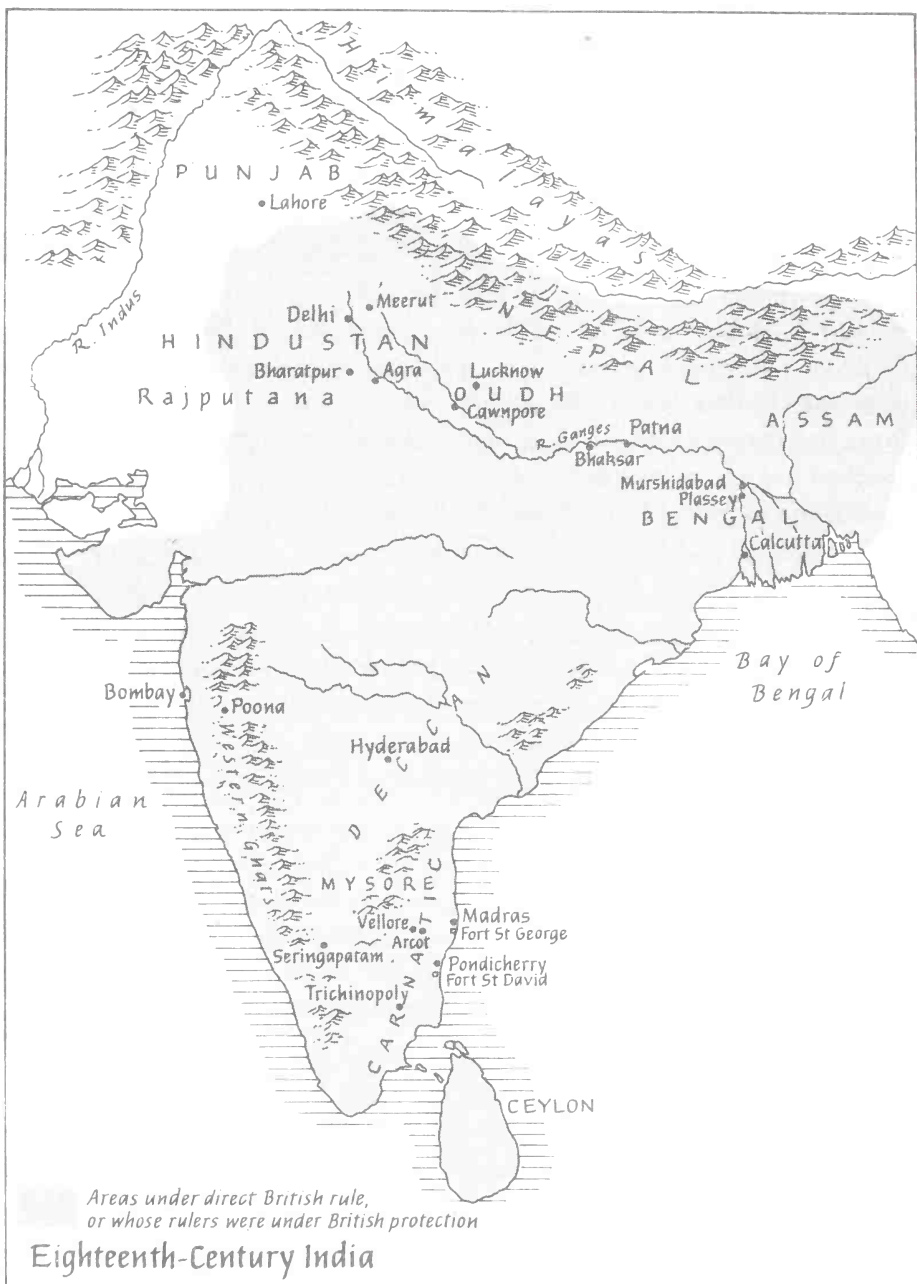 Himalayas
PUNJAB
Lahore
R. Indus
Meerut
Delhi
NEPAL
HINDUSTAN
Bharatpur
Agra
Lucknow
Rajputana
OUDH
Cawnpore
ASSAM
R. Ganges
Patna
Bhaksar
Murshidabad
Plassey
BENGAL
Calcutta
Bay of
Bengal
Bombay
Poona
DECCAN
Western Ghats
Hyderabad
Arabian
Sea
MYSORE
CARNATIC
Vellore
Arcot
Madras
Fort St George
Seringapatam
Pondicherry
Fort St David
Trichinopoly
CEYLON
Areas under direct British rule,
or whose rulers were under British protection
Eighteenth-Century India